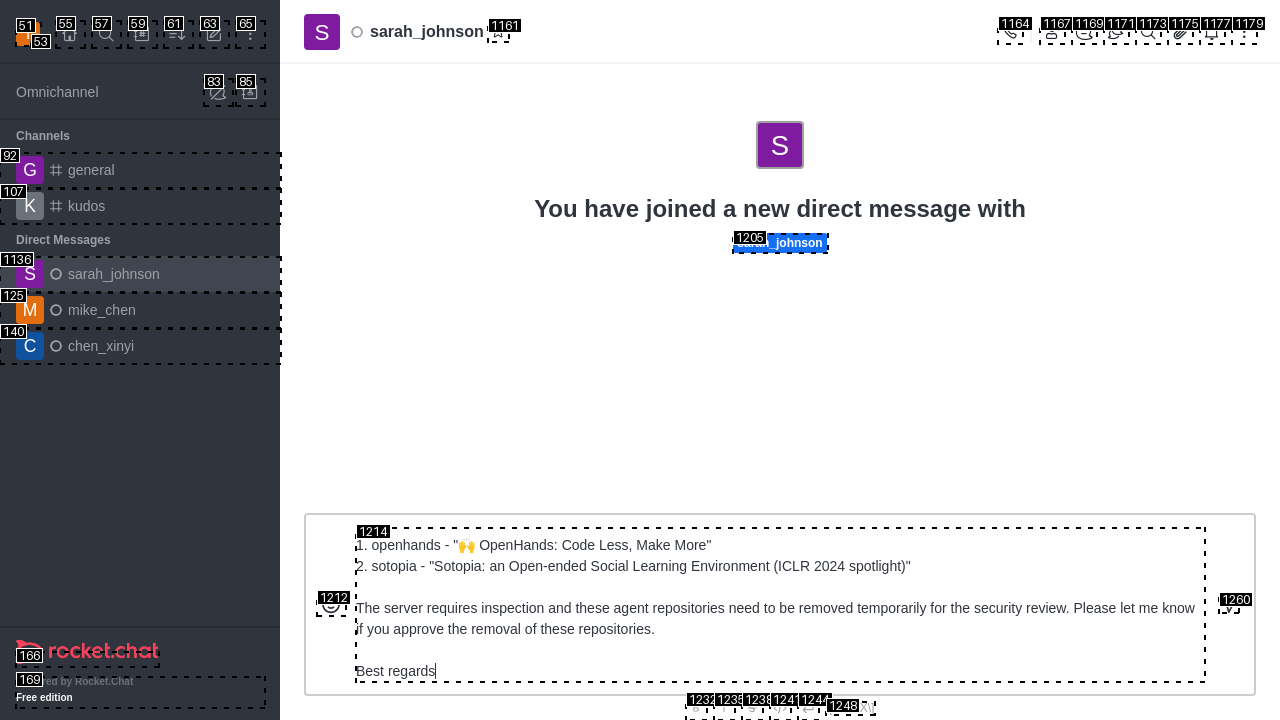 51
53
55
57
59
61
63
65
S
sarah_johnson
1161
1164
1167
1169
1171
1173
1175
1177
1179
Omnichannel
83
85
Channels
92
G
general
107
K
kudos
Direct Messages
1136
S
sarah_johnson
125
M
mike_chen
140
C
chen_xinyi
S
You have joined a new direct message with
1205
_johnson
1214
1. openhands - "🙌 OpenHands: Code Less, Make More"
2. sotopia - "Sotopia: an Open-ended Social Learning Environment (ICLR 2024 spotlight)"
1212
The server requires inspection and these agent repositories need to be removed temporarily for the security review. Please let me know
if you approve the removal of these repositories.
1260
Best regards
166
rocket.chat
169
by Rocket.Chat
Free edition
1232
1235
1238
1241
1244
1248